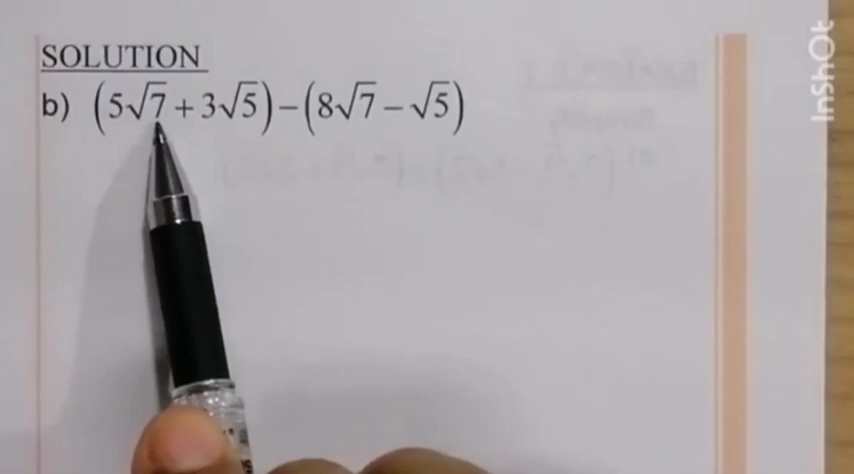 SOLUTION
b) (5√7 + 3√5) − (8√7 − √5)
InShOt